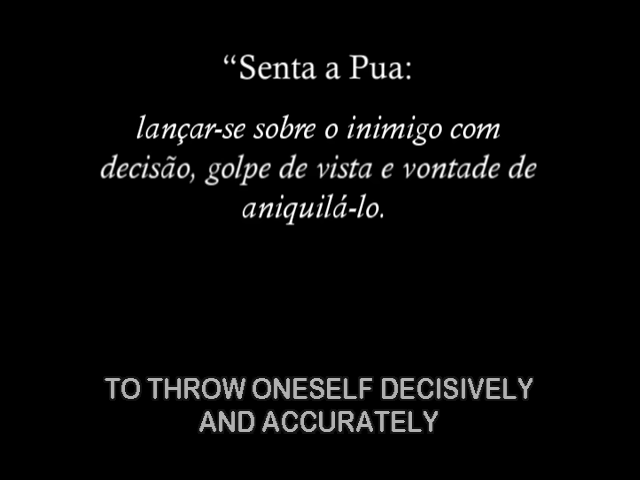 “Senta a Pua:
lançar-se sobre o inimigo com
decisão, golpe de vista e vontade de
aniquilá-lo.
TO THROW ONESELF DECISIVELY
AND ACCURATELY